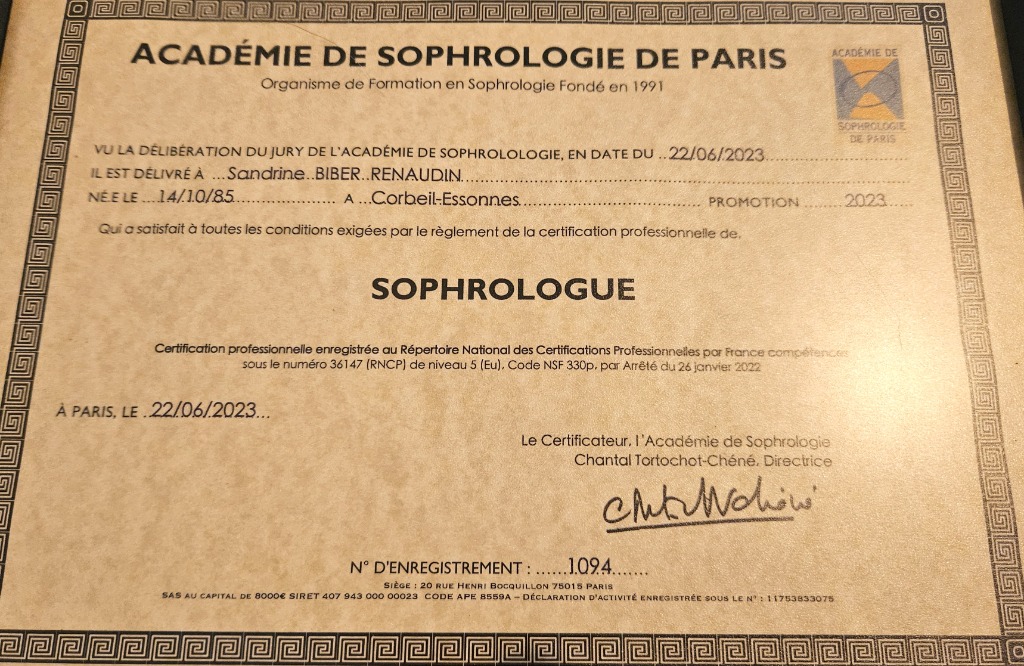 ACADÉMIE DE SOPHROLOGIE DE PARIS
Organisme de Formation en Sophrologie Fondé en 1991
ACADÉMIE DE
SOPHROLOGIE
DE PARIS
VU LA DÉLIBÉRATION DU JURY DE L'ACADÉMIE DE SOPHROLOLOGIE, EN DATE DU ..22/06/2023
IL EST DÉLIVRÉ À ...Sandrine BIBER RENAUDIN
NÉ.E LE ...14/10/85 A ...Corbeil-Essonnes PROMOTION 2023
Qui a satisfait à toutes les conditions exigées par le règlement de la certification professionnelle de.
SOPHROLOGUE
Certification professionnelle enregistrée au Répertoire National des Certifications Professionnelles par France compétences
sous le numéro 36147 (RNCP) de niveau 5 (Eu), Code NSF 330p, par Arrêté du 26 janvier 2022
À PARIS, LE .22/06/2023...
Le Certificateur, l'Académie de Sophrologie
Chantal Tortochot-Chéné, Directrice
N° D'ENREGISTREMENT : ......1094.......
SIÈGE : 20 RUE HENRI BOCQUILLON 75015 PARIS
SAS AU CAPITAL DE 8000€ SIRET 407 943 000 00023 CODE APE 8559A – DÉCLARATION D'ACTIVITÉ ENREGISTRÉE SOUS LE N° : 11753833075